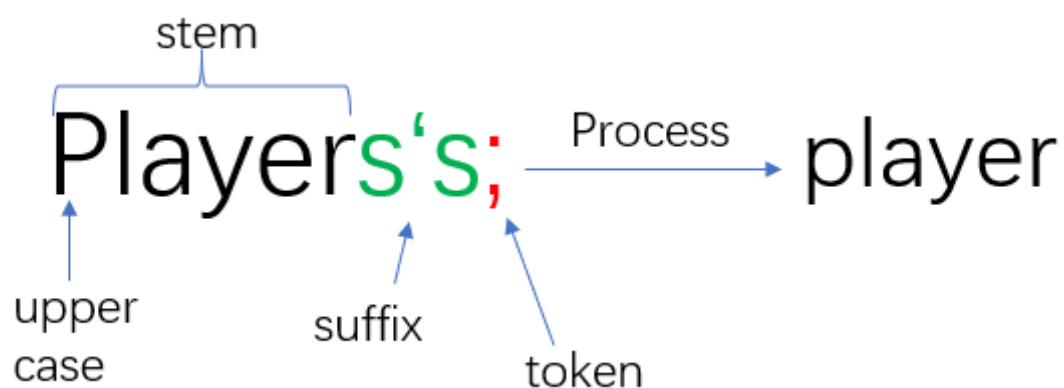 stem
Players‘s;
Process
player
upper
case
suffix
token